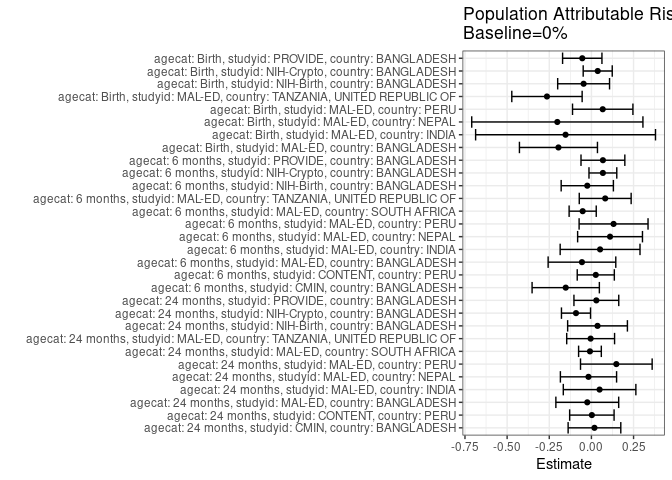 Population Attributable Ris
Baseline=0%
agecat: Birth, studyid: PROVIDE, country: BANGLADESH
agecat: Birth, studyid: NIH-Crypto, country: BANGLADESH
agecat: Birth, studyid: NIH-Birth, country: BANGLADESH
agecat: Birth, studyid: MAL-ED, country: TANZANIA, UNITED REPUBLIC OF
agecat: Birth, studyid: MAL-ED, country: PERU
agecat: Birth, studyid: MAL-ED, country: NEPAL
agecat: Birth, studyid: MAL-ED, country: INDIA
agecat: Birth, studyid: MAL-ED, country: BANGLADESH
agecat: 6 months, studyid: PROVIDE, country: BANGLADESH
agecat: 6 months, studyid: NIH-Crypto, country: BANGLADESH
agecat: 6 months, studyid: NIH-Birth, country: BANGLADESH
agecat: 6 months, studyid: MAL-ED, country: TANZANIA, UNITED REPUBLIC OF
agecat: 6 months, studyid: MAL-ED, country: SOUTH AFRICA
agecat: 6 months, studyid: MAL-ED, country: PERU
agecat: 6 months, studyid: MAL-ED, country: NEPAL
agecat: 6 months, studyid: MAL-ED, country: INDIA
agecat: 6 months, studyid: MAL-ED, country: BANGLADESH
agecat: 6 months, studyid: CONTENT, country: PERU
agecat: 6 months, studyid: CMIN, country: BANGLADESH
agecat: 24 months, studyid: PROVIDE, country: BANGLADESH
agecat: 24 months, studyid: NIH-Crypto, country: BANGLADESH
agecat: 24 months, studyid: NIH-Birth, country: BANGLADESH
agecat: 24 months, studyid: MAL-ED, country: TANZANIA, UNITED REPUBLIC OF
agecat: 24 months, studyid: MAL-ED, country: SOUTH AFRICA
agecat: 24 months, studyid: MAL-ED, country: PERU
agecat: 24 months, studyid: MAL-ED, country: NEPAL
agecat: 24 months, studyid: MAL-ED, country: INDIA
agecat: 24 months, studyid: MAL-ED, country: BANGLADESH
agecat: 24 months, studyid: CONTENT, country: PERU
agecat: 24 months, studyid: CMIN, country: BANGLADESH
-0.75 -0.50 -0.25 0.00 0.25
Estimate